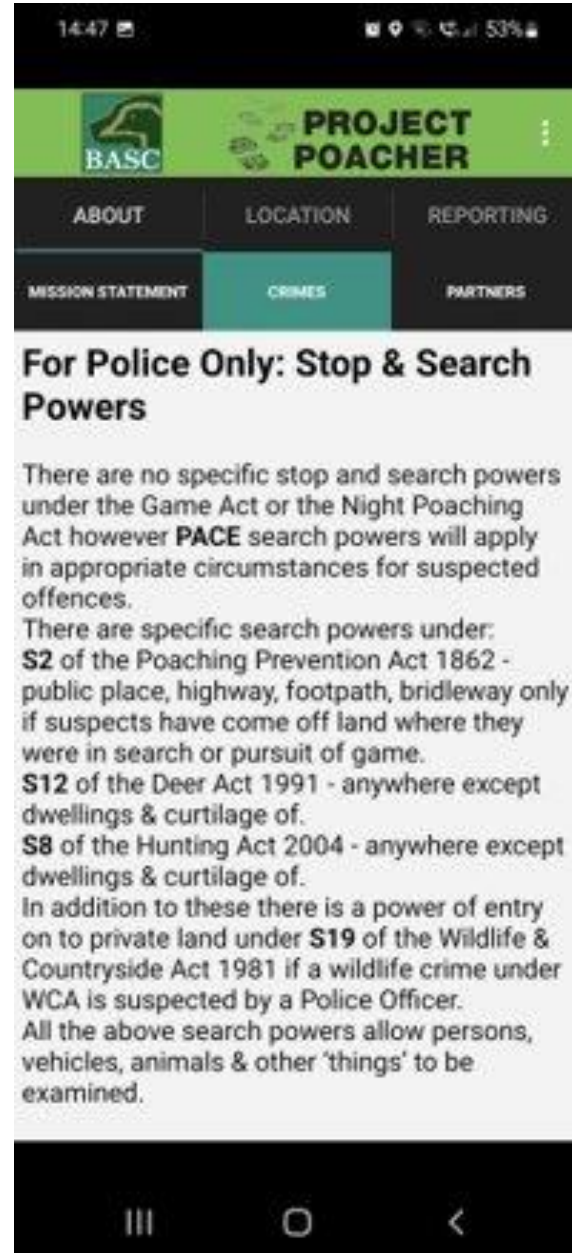 14:47
53%
BASC
PROJECT
POACHER
ABOUT
LOCATION
REPORTING
MISSION STATEMENT
CRIMES
PARTNERS
For Police Only: Stop & Search
Powers
There are no specific stop and search powers
under the Game Act or the Night Poaching
Act however PACE search powers will apply
in appropriate circumstances for suspected
offences.
There are specific search powers under:
S2 of the Poaching Prevention Act 1862 -
public place, highway, footpath, bridleway only
if suspects have come off land where they
were in search or pursuit of game.
S12 of the Deer Act 1991 - anywhere except
dwellings & curtilage of.
S8 of the Hunting Act 2004 - anywhere except
dwellings & curtilage of.
In addition to these there is a power of entry
on to private land under S19 of the Wildlife &
Countryside Act 1981 if a wildlife crime under
WCA is suspected by a Police Officer.
All the above search powers allow persons,
vehicles, animals & other 'things' to be
examined.